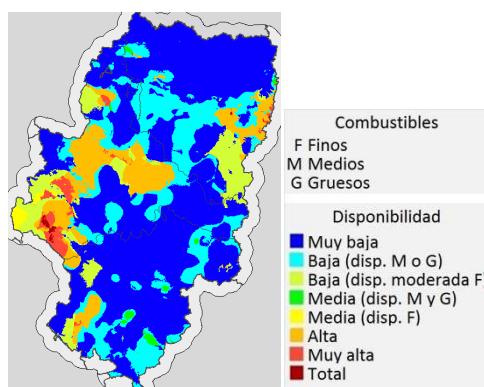 Combustibles
F Finos
M Medios
G Gruesos
Disponibilidad
Muy baja
Baja (disp. M o G)
Baja (disp. moderada F)
Media (disp. M y G)
Media (disp. F)
Alta
Muy alta
Total